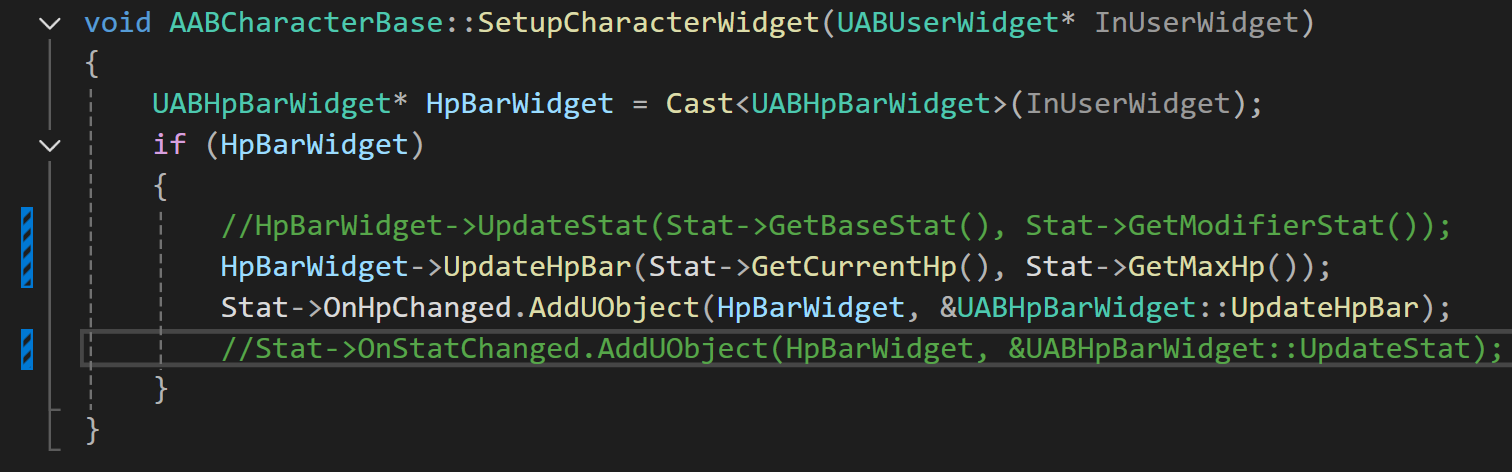 void AABCharacterBase::SetupCharacterWidget(UABUserWidget* InUserWidget)
{
UABHpBarWidget* HpBarWidget = Cast<UABHpBarWidget>(InUserWidget);
if (HpBarWidget)
{
//HpBarWidget->UpdateStat(Stat->GetBaseStat(), Stat->GetModifierStat());
HpBarWidget->UpdateHpBar(Stat->GetCurrentHp(), Stat->GetMaxHp());
Stat->OnHpChanged.AddUObject(HpBarWidget, &UABHpBarWidget::UpdateHpBar);
//Stat->OnStatChanged.AddUObject(HpBarWidget, &UABHpBarWidget::UpdateStat);
}
}